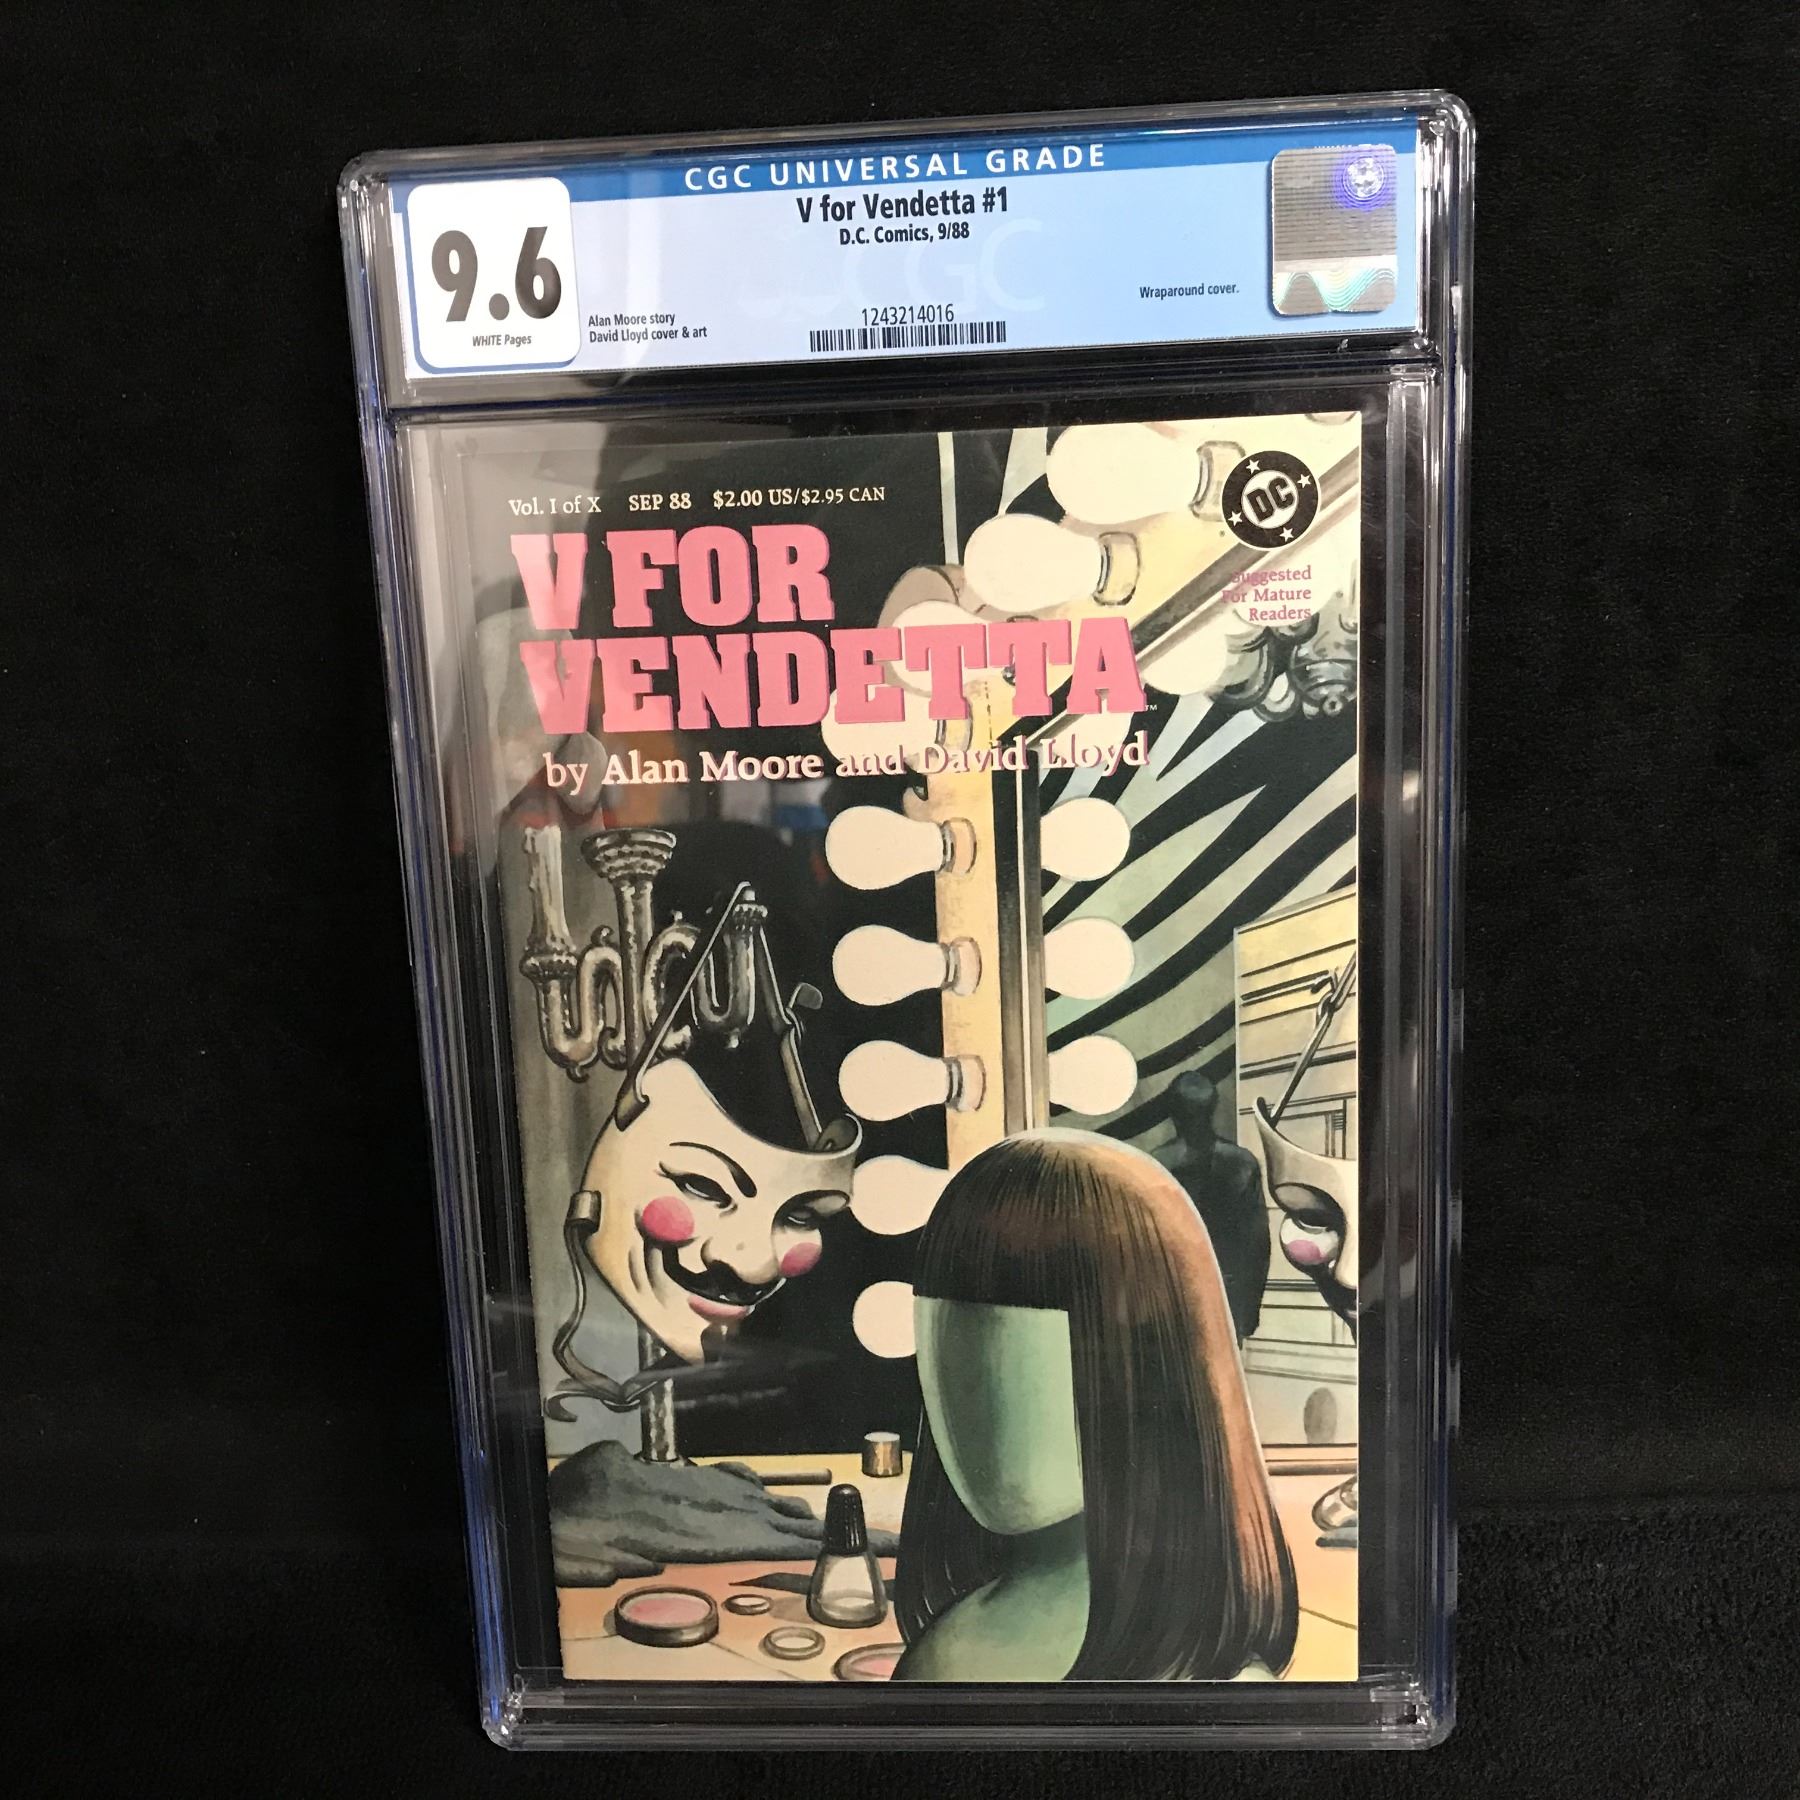 CGC UNIVERSAL GRADE
9.6
WHITE Pages
V for Vendetta #1
D.C. Comics, 9/88
Alan Moore story
David Lloyd cover & art
1243214016
Wraparound cover.
CGC
Vol. I of X SEP 88 $2.00 US/$2.95 CAN
DC
Suggested
For Mature
Readers
V FOR
VENDETTA™
by Alan Moore and David Lloyd